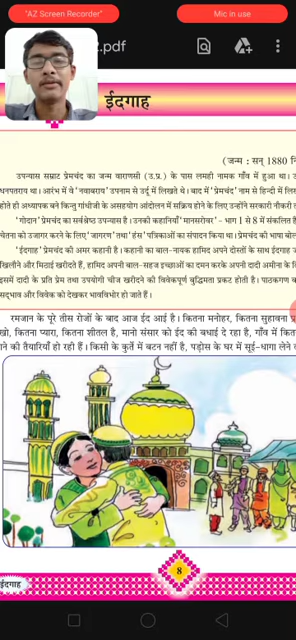 "AZ Screen Recorder"
Mic in use
.pdf
ईदगाह
(जन्म : सन् 1880
उपन्यास सम्राट प्रेमचंद का जन्म वाराणसी (उ.प्र.) के पास लमही नामक गाँव में हुआ था।
धनपतराय था। आरंभ में वे 'नवाबराय' उपनाम से उर्दू में लिखते थे। बाद में 'प्रेमचंद' नाम से हिन्दी में
होते ही अध्यापक बने किन्तु गांधीजी के असहयोग आंदोलन में सक्रिय होने के लिए उन्होंने सरकारी नौकरी
'गोदान' प्रेमचंद का सर्वश्रेष्ठ उपन्यास है। उनकी कहानियाँ 'मानसरोवर' - भाग 1 से 8 में संकलित
चेतना को उजागर करने के लिए 'जागरण' तथा 'हंस' पत्रिकाओं का संपादन किया था। प्रेमचंद की भाषा
'ईदगाह' प्रेमचंद की अमर कहानी है। कहानी का बाल-नायक हामिद अपने दोस्तों के साथ ईदगाह
खिलौने और मिठाई खरीदते हैं, हामिद अपनी बाल-सहज इच्छाओं का दमन करके अपनी दादी अमीना के
इसमें दादी के प्रति प्रेम तथा उपयोगी चीज खरीदने की विवेकपूर्ण बुद्धिमता प्रकट होती है। पाठकगण
सद्भाव और विवेक को देखकर भावविभोर हो जाते हैं।
रमजान के पूरे तीस रोजों के बाद आज ईद आई है। कितना मनोहर, कितना सुहावना
खो, कितना प्यारा, कितना शीतल है, मानो संसार को ईद की बधाई दे रहा है, गाँव में
ने की तैयारियाँ हो रही हैं। किसी के कुर्ते में बटन नहीं है, पड़ोस के घर में सूई-धागा लेने
8
ईदगाह